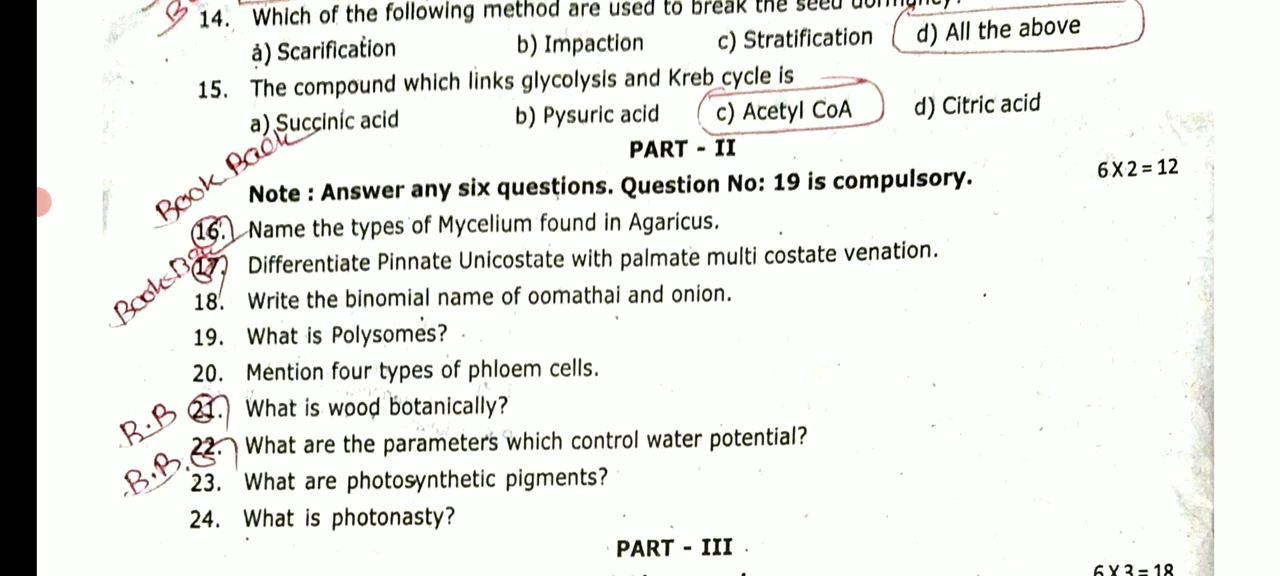 B
14. Which of the following method are used to break the seed dormancy?
a) Scarification b) Impaction c) Stratification d) All the above
15. The compound which links glycolysis and Kreb cycle is
a) Succinic acid b) Pysuric acid c) Acetyl CoA d) Citric acid
PART - II
Book Back
Note : Answer any six questions. Question No: 19 is compulsory. 6 X 2 = 12
16. Name the types of Mycelium found in Agaricus.
Book Bac
17. Differentiate Pinnate Unicostate with palmate multi costate venation.
18. Write the binomial name of oomathai and onion.
19. What is Polysomes?
20. Mention four types of phloem cells.
B.B 21. What is wood botanically?
B.B. 22. What are the parameters which control water potential?
23. What are photosynthetic pigments?
24. What is photonasty?
PART - III
6 X 3 = 18